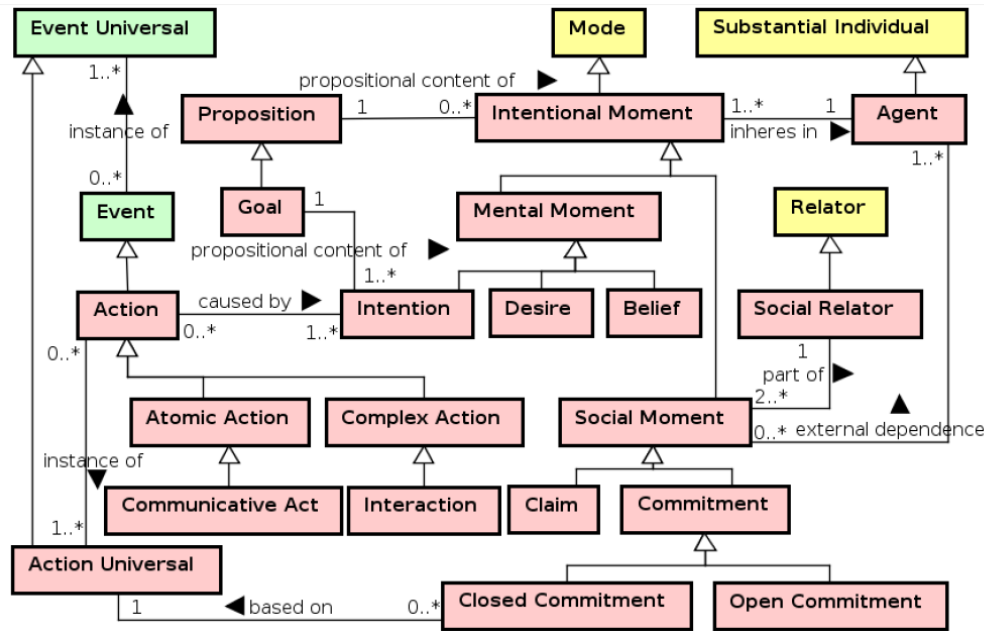 Event Universal
Mode
Substantial Individual
1..*
propositional content of
Proposition
1
0..*
Intentional Moment
1..*
1
Agent
instance of
inheres in
1..*
0..*
Event
Goal
1
Mental Moment
Relator
propositional content of
1..*
Action
caused by
Intention
Desire
Belief
Social Relator
0..*
1..*
0..*
1
part of
2..*
Atomic Action
Complex Action
Social Moment
0..*
external dependence
instance of
Communicative Act
Interaction
Claim
Commitment
1..*
Action Universal
1
based on
0..*
Closed Commitment
Open Commitment